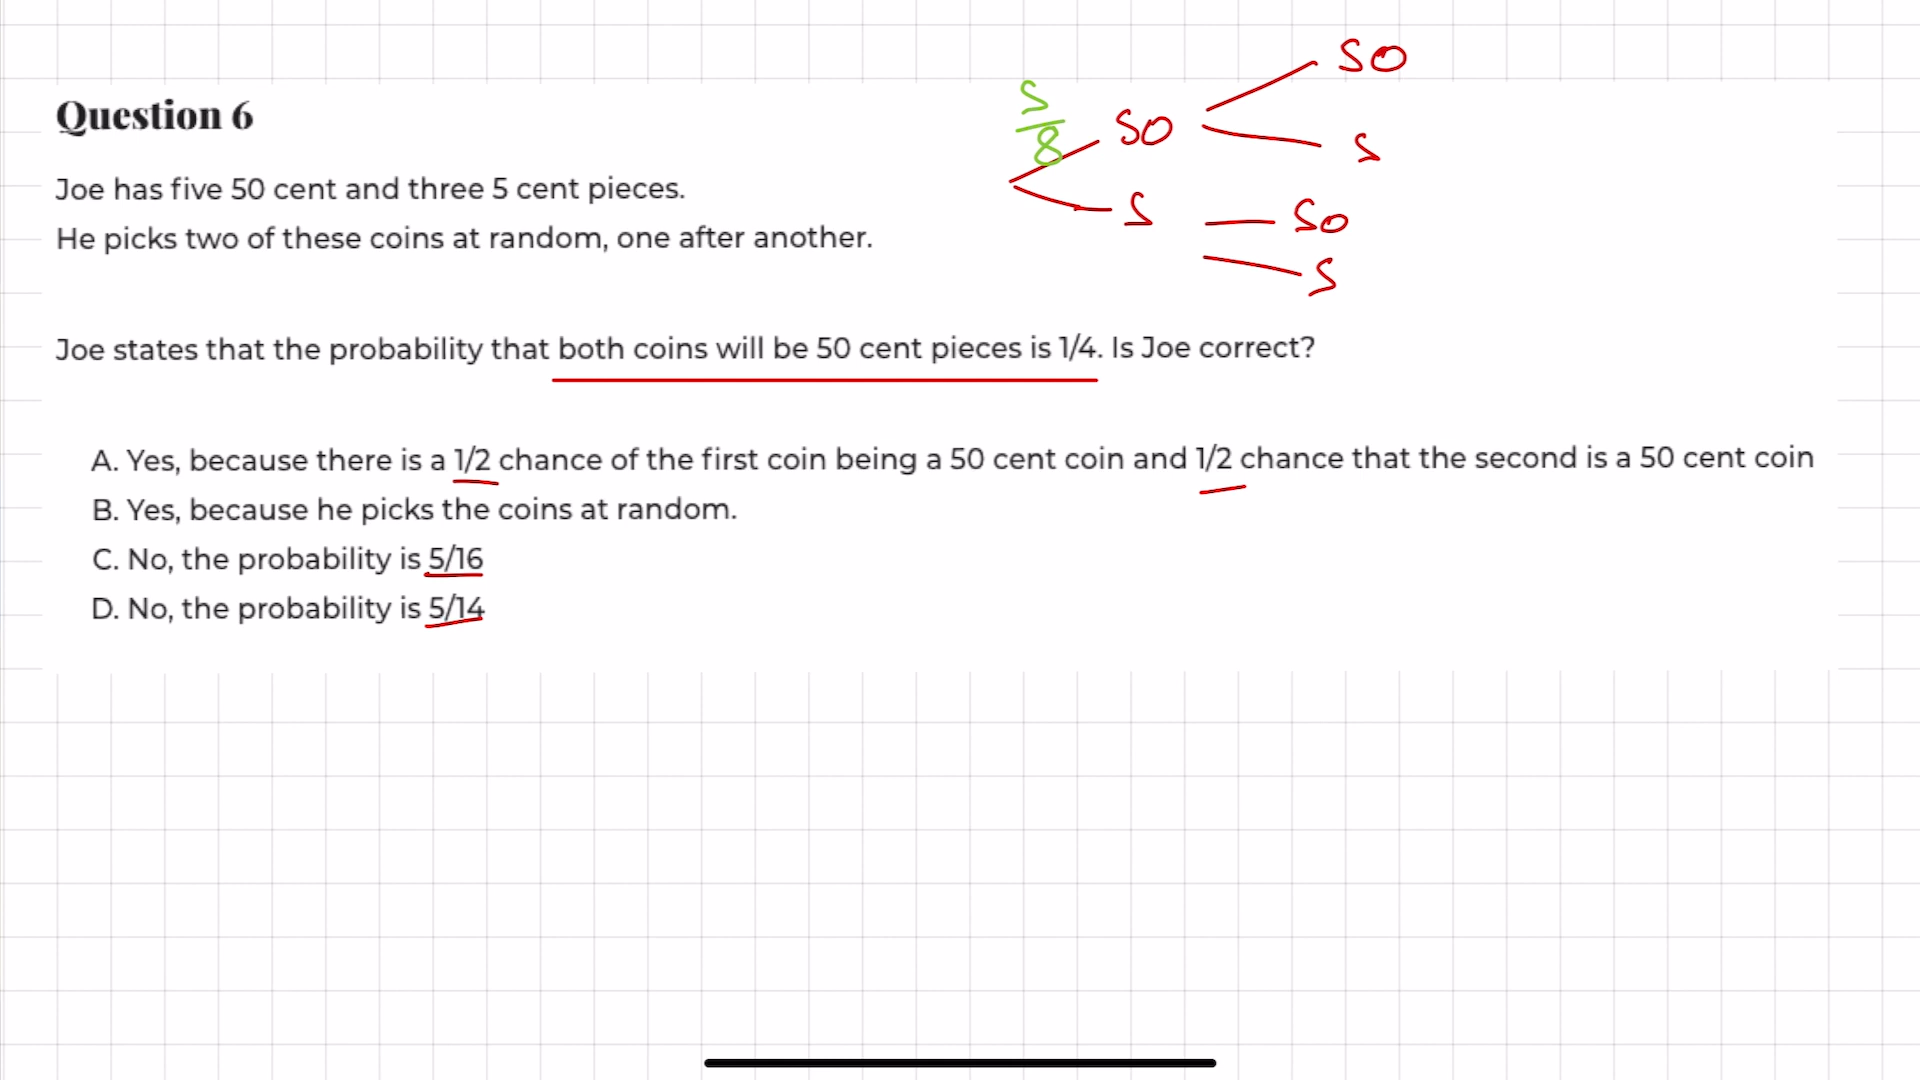 Question 6
Joe has five 50 cent and three 5 cent pieces.
He picks two of these coins at random, one after another.
5
8
50
5
50
5
50
5
Joe states that the probability that both coins will be 50 cent pieces is 1/4. Is Joe correct?
A. Yes, because there is a 1/2 chance of the first coin being a 50 cent coin and 1/2 chance that the second is a 50 cent coin
B. Yes, because he picks the coins at random.
C. No, the probability is 5/16
D. No, the probability is 5/14